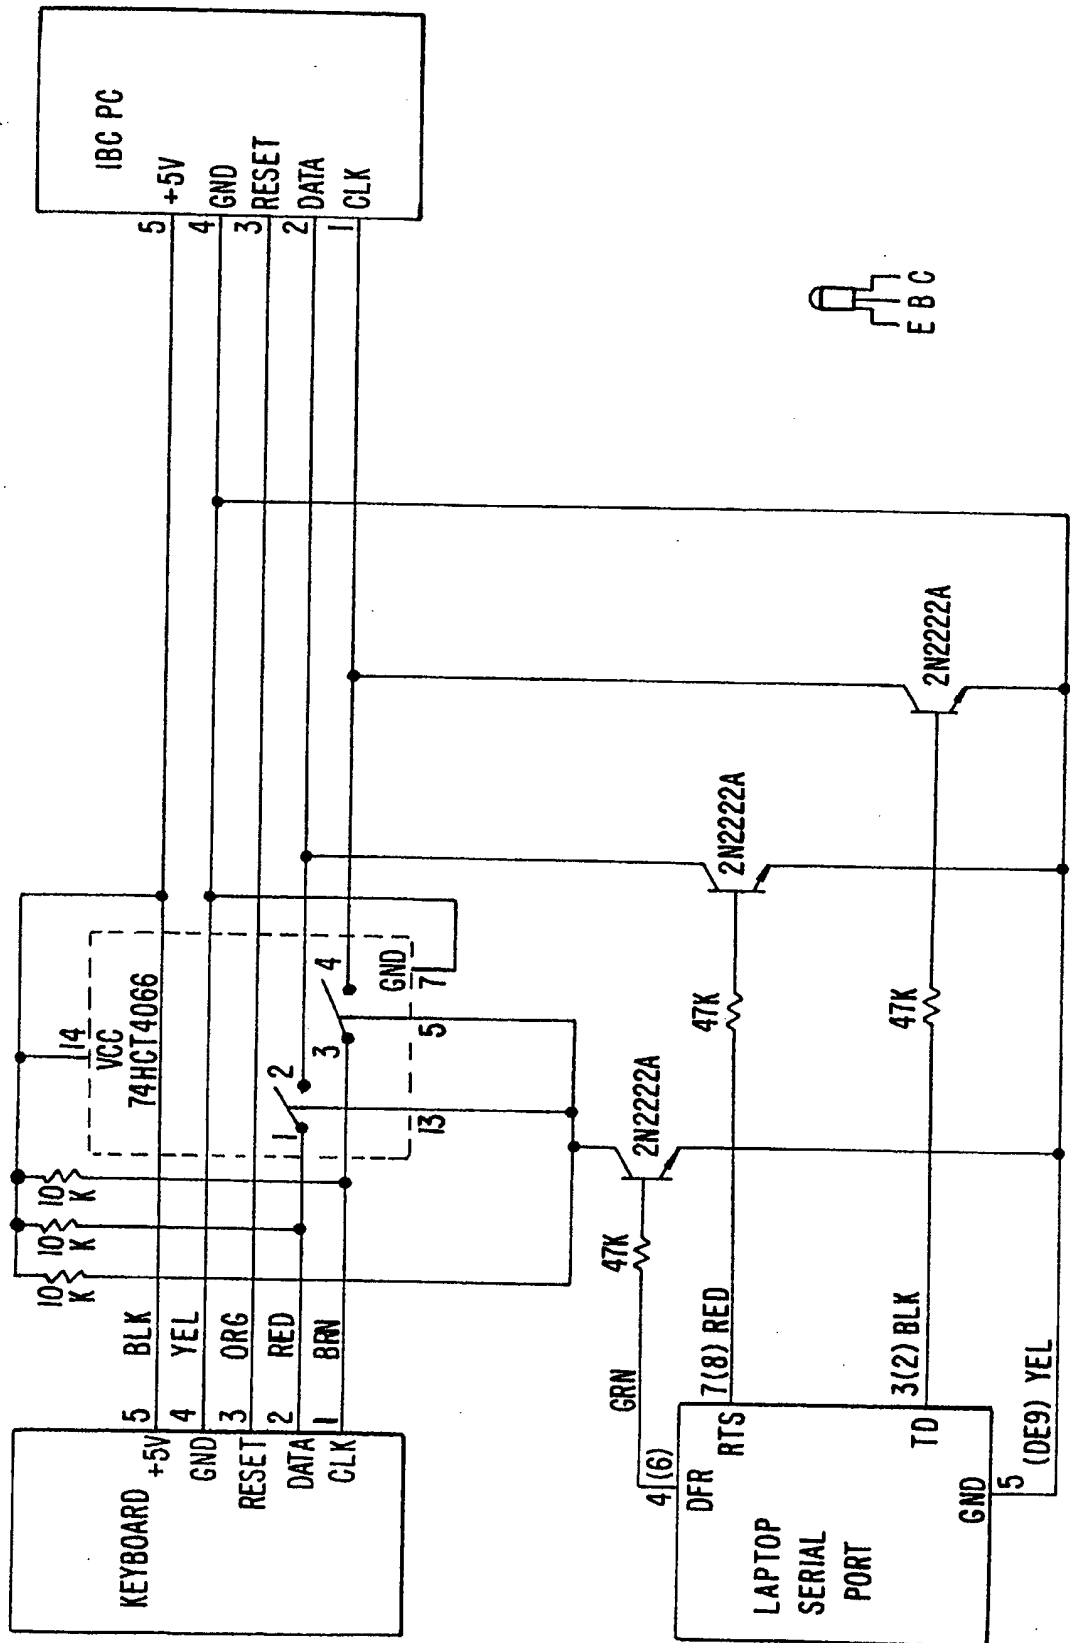 KEYBOARD
+5V
GND
RESET
DATA
CLK
5
4
3
2
1
BLK
YEL
ORG
RED
BRN
10
K
10
K
10
K
14
VCC
74HCT4066
1
2
3
4
GND
7
13
5
IBC PC
5
4
3
2
1
+5V
GND
RESET
DATA
CLK
LAPTOP
SERIAL
PORT
DFR
RTS
TD
GND
4(6)
GRN
7(8) RED
3(2) BLK
5
(DE9) YEL
47K
2N2222A
47K
2N2222A
47K
2N2222A
E B C